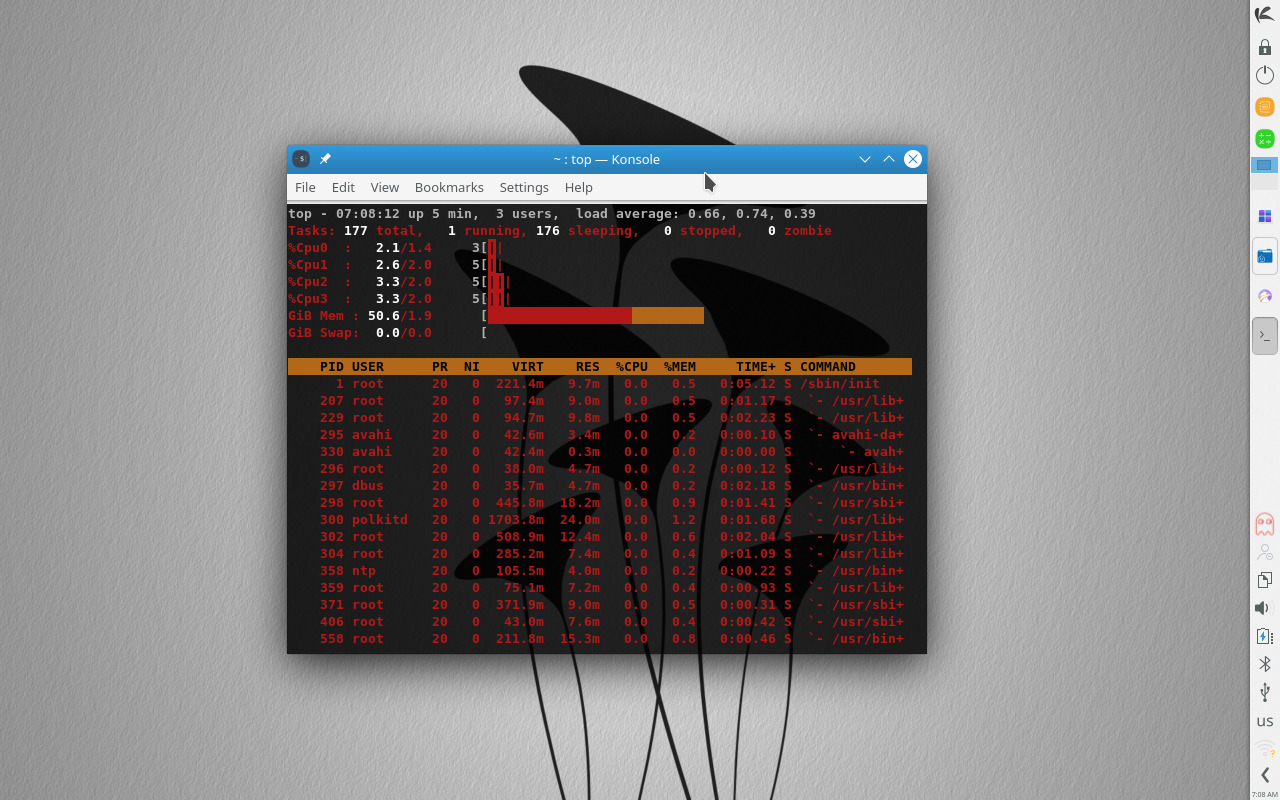 ~ : top — Konsole
File Edit View Bookmarks Settings Help
top - 07:08:12 up 5 min,  3 users,  load average: 0.66, 0.74, 0.39
Tasks: 177 total,   1 running, 176 sleeping,   0 stopped,   0 zombie
%Cpu0  :   2.1/1.4     3[|||
%Cpu1  :   2.6/2.0     5[|||
%Cpu2  :   3.3/2.0     5[||||
%Cpu3  :   3.3/2.0     5[||||
GiB Mem : 50.6/1.9      [
GiB Swap:  0.0/0.0      [
PID USER      PR  NI    VIRT    RES  %CPU  %MEM     TIME+ S COMMAND
1 root      20   0  221.4m   9.7m   0.0   0.5   0:05.12 S /sbin/init
207 root      20   0   97.4m   9.0m   0.0   0.5   0:01.17 S  `- /usr/lib+
229 root      20   0   94.7m   9.8m   0.0   0.5   0:02.23 S  `- /usr/lib+
295 avahi     20   0   42.6m   3.4m   0.0   0.2   0:00.10 S  `- avahi-da+
330 avahi     20   0   42.4m   0.3m   0.0   0.0   0:00.00 S      `- avah+
296 root      20   0   38.0m   4.7m   0.0   0.2   0:00.12 S  `- /usr/lib+
297 dbus      20   0   35.7m   4.7m   0.0   0.2   0:02.18 S  `- /usr/bin+
298 root      20   0  445.8m  18.2m   0.0   0.9   0:01.41 S  `- /usr/sbi+
300 polkitd   20   0 1703.8m  24.0m   0.0   1.2   0:01.68 S  `- /usr/lib+
302 root      20   0  508.9m  12.4m   0.0   0.6   0:02.04 S  `- /usr/lib+
304 root      20   0  285.2m   7.4m   0.0   0.4   0:01.09 S  `- /usr/lib+
358 ntp       20   0  105.5m   4.0m   0.0   0.2   0:00.22 S  `- /usr/bin+
359 root      20   0   75.1m   7.2m   0.0   0.4   0:00.93 S  `- /usr/lib+
371 root      20   0  371.9m   9.0m   0.0   0.5   0:00.31 S  `- /usr/sbi+
406 root      20   0   43.0m   7.6m   0.0   0.4   0:00.42 S  `- /usr/sbi+
558 root      20   0  211.8m  15.3m   0.0   0.8   0:00.46 S  `- /usr/bin+
us
7:08 AM